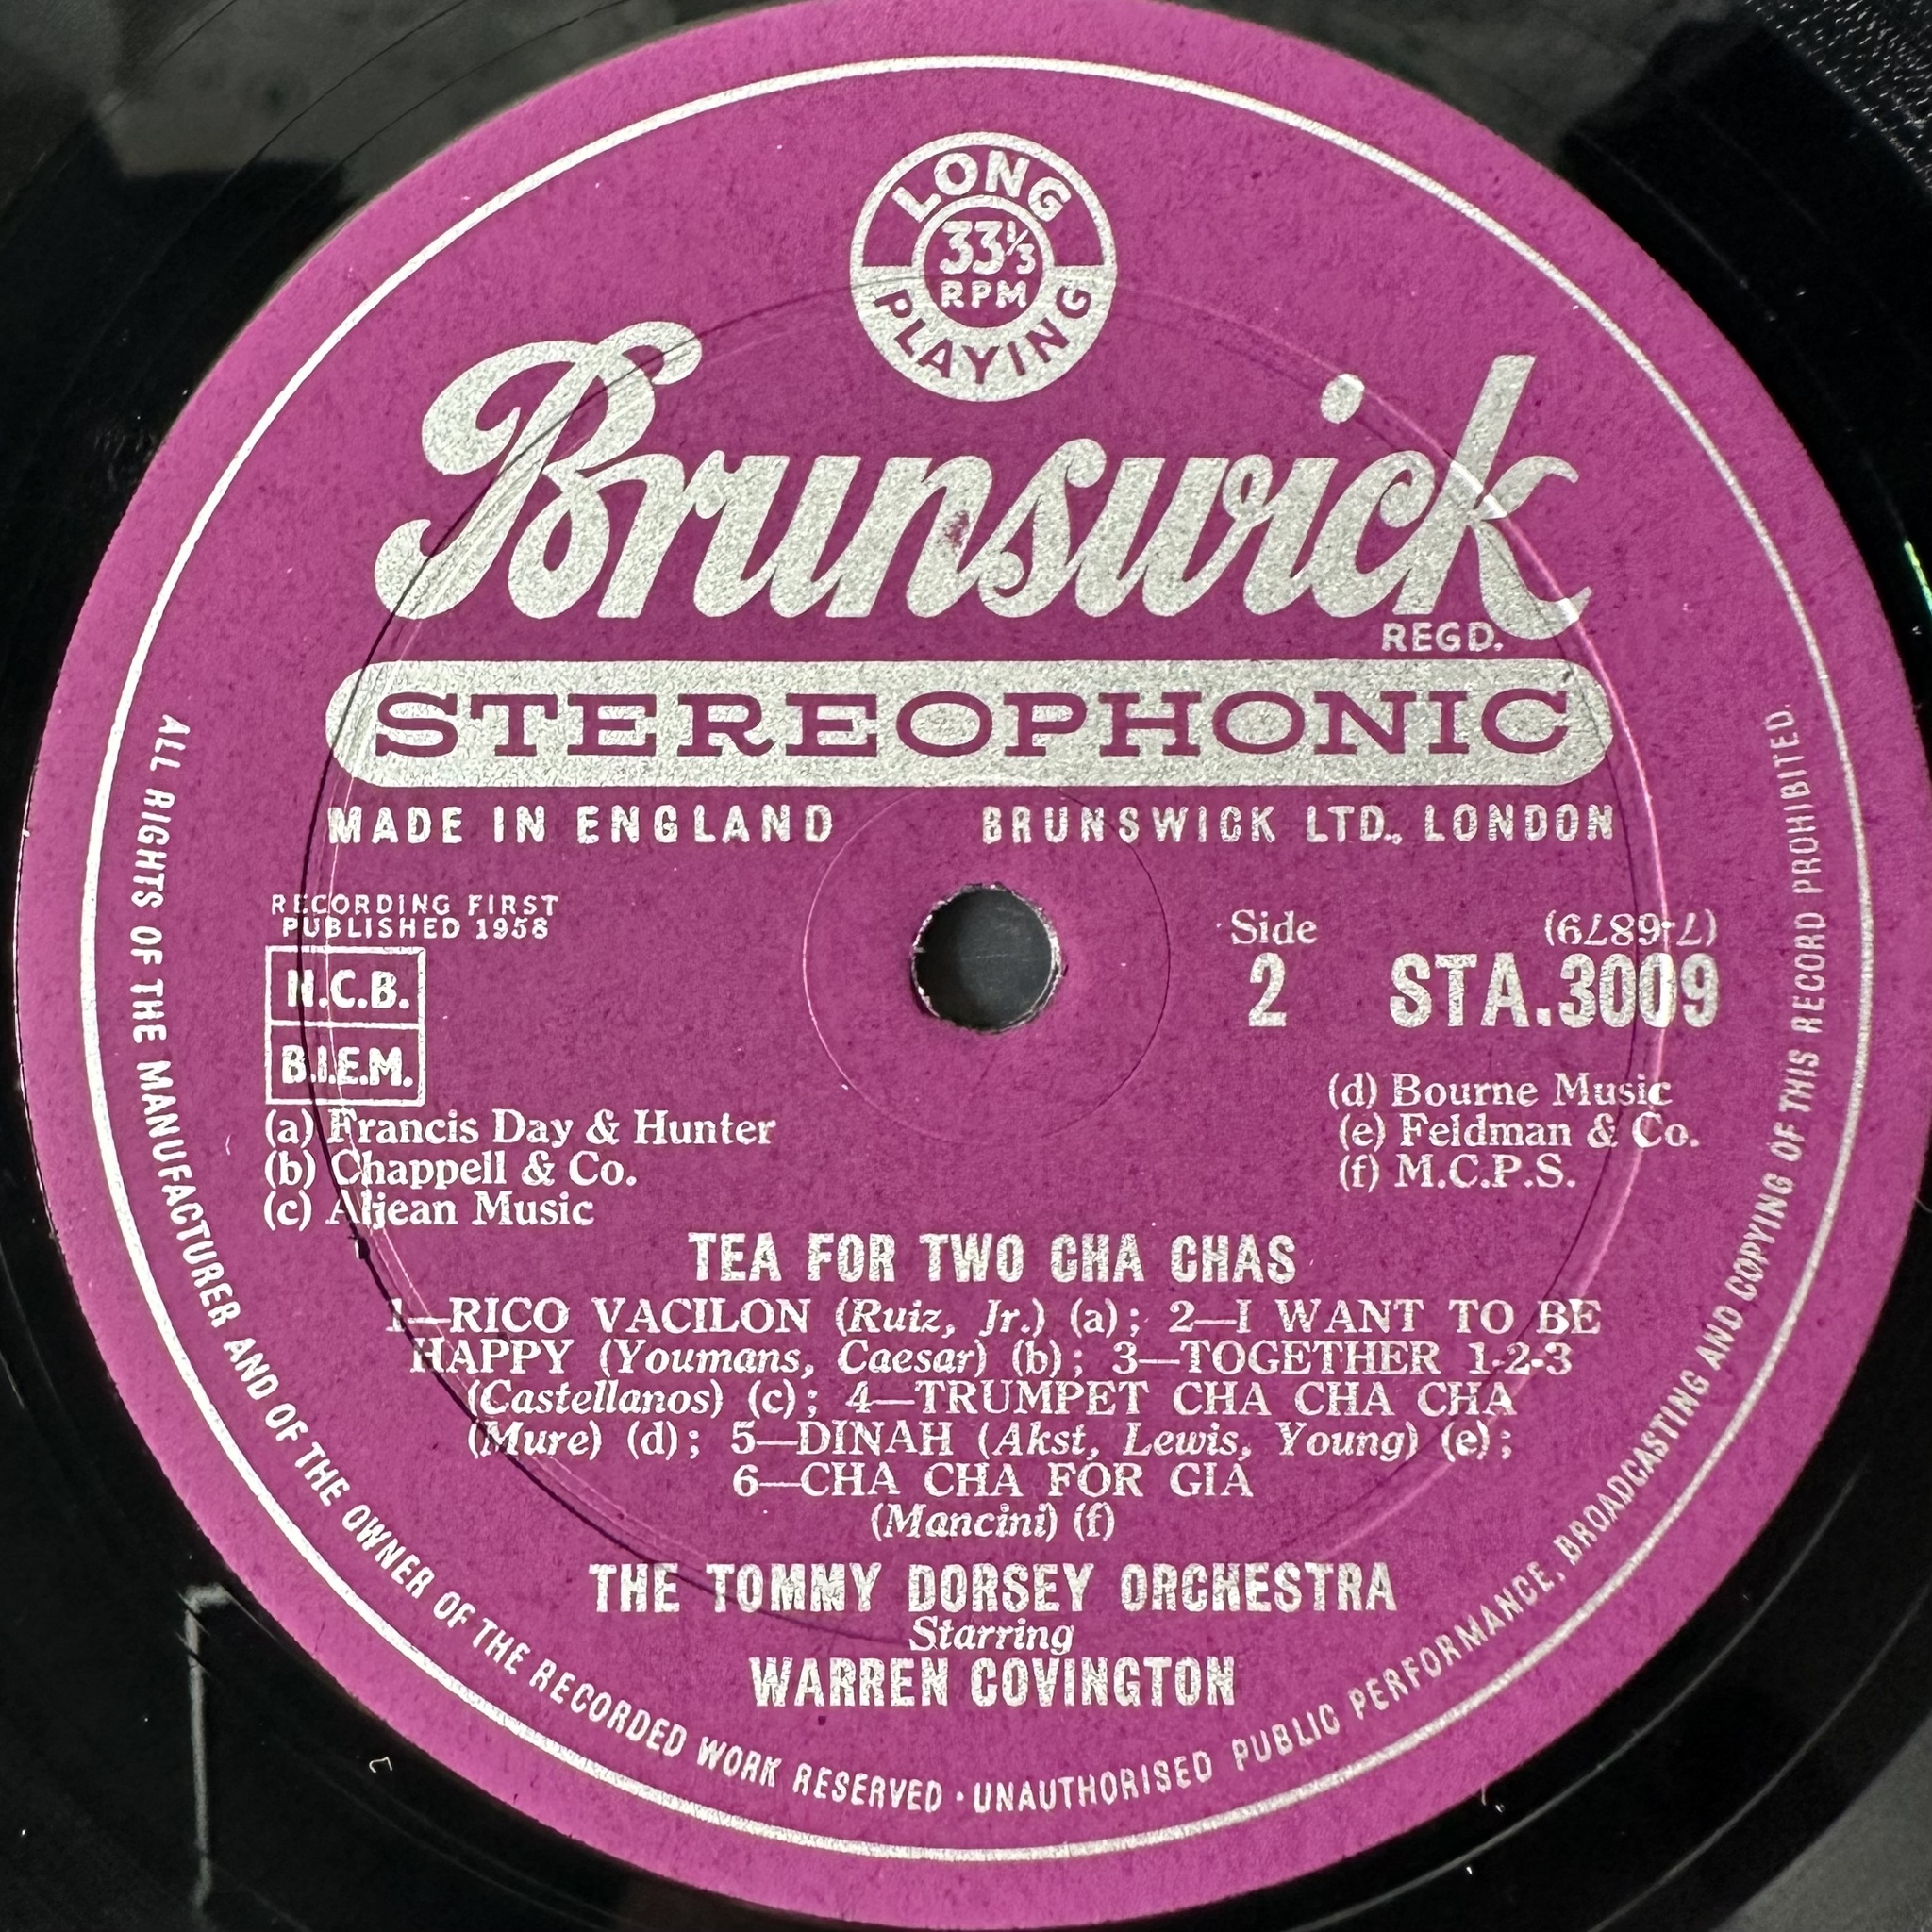 LONG
33⅓
RPM
PLAYING
Brunswick
REGD.
STEREOPHONIC
MADE IN ENGLAND BRUNSWICK LTD., LONDON
RECORDING FIRST
PUBLISHED 1958
N.C.B.
B.I.E.M.
Side
2
(7-6879)
STA.3009
(a) Francis Day & Hunter
(b) Chappell & Co.
(c) Aljean Music
(d) Bourne Music
(e) Feldman & Co.
(f) M.C.P.S.
TEA FOR TWO CHA CHAS
1—RICO VACILON (Ruiz, Jr.) (a); 2—I WANT TO BE
HAPPY (Youmans, Caesar) (b); 3—TOGETHER 1-2-3
(Castellanos) (c); 4—TRUMPET CHA CHA CHA
(Mure) (d); 5—DINAH (Akst, Lewis, Young) (e);
6—CHA CHA FOR GIA
(Mancini) (f)
THE TOMMY DORSEY ORCHESTRA
Starring
WARREN COVINGTON
ALL RIGHTS OF THE MANUFACTURER AND OF THE OWNER OF THE RECORDED WORK RESERVED · UNAUTHORISED PUBLIC PERFORMANCE, BROADCASTING AND COPYING OF THIS RECORD PROHIBITED.